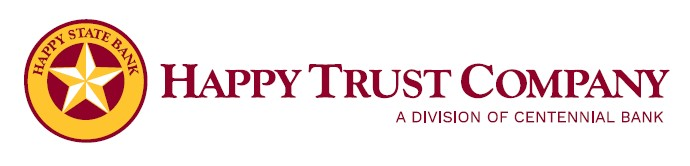 HAPPY STATE BANK
HAPPY TRUST COMPANY
A DIVISION OF CENTENNIAL BANK